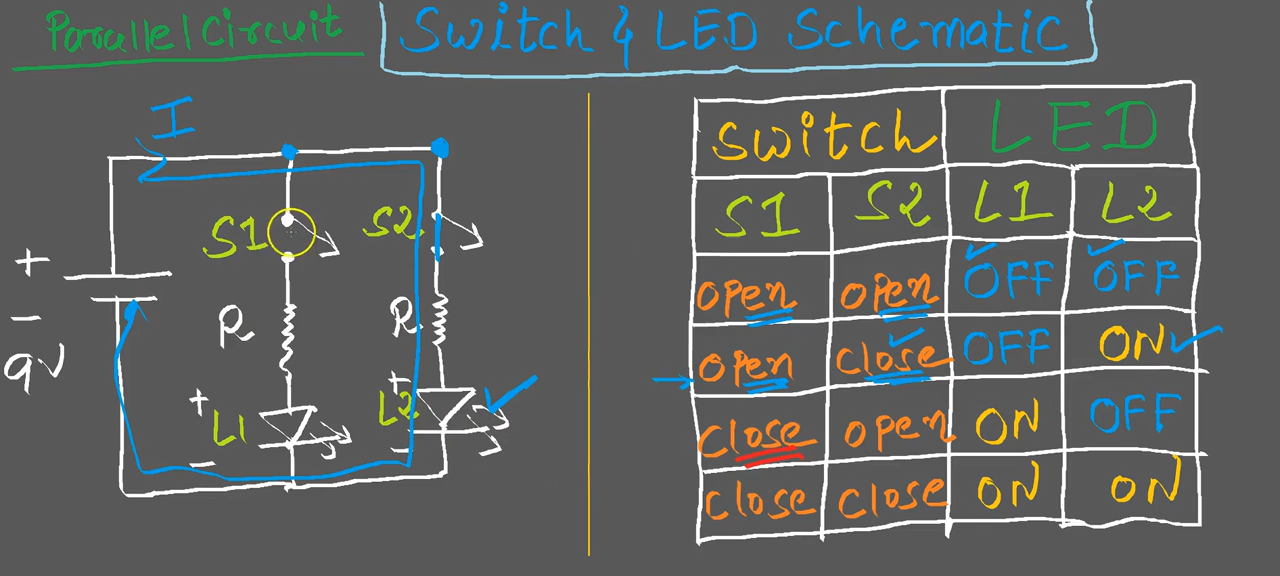 Parallel Circuit
Switch & LED Schematic
I
S1
S2
+
-
9V
R
R
+
L1
-
+
L2
-
Switch LED
S1 S2 L1 L2
open open OFF OFF
open close OFF ON
close open ON OFF
close close ON ON